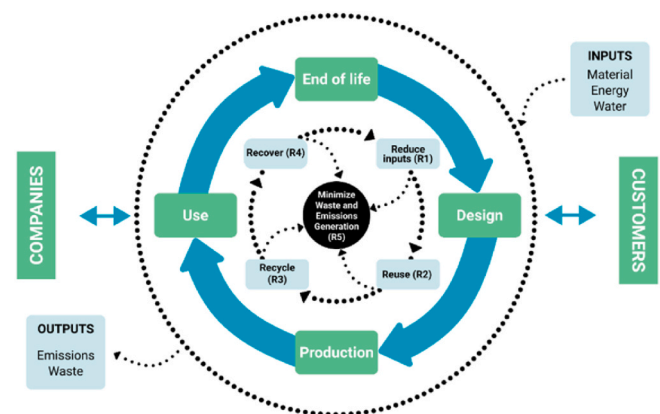 End of life
INPUTS
Material
Energy
Water
Recover (R4)
Reduce
inputs (R1)
COMPANIES
Use
Minimize
Waste and
Emissions
Generation
(R5)
Design
CUSTOMERS
Recycle
(R3)
Reuse (R2)
OUTPUTS
Emissions
Waste
Production